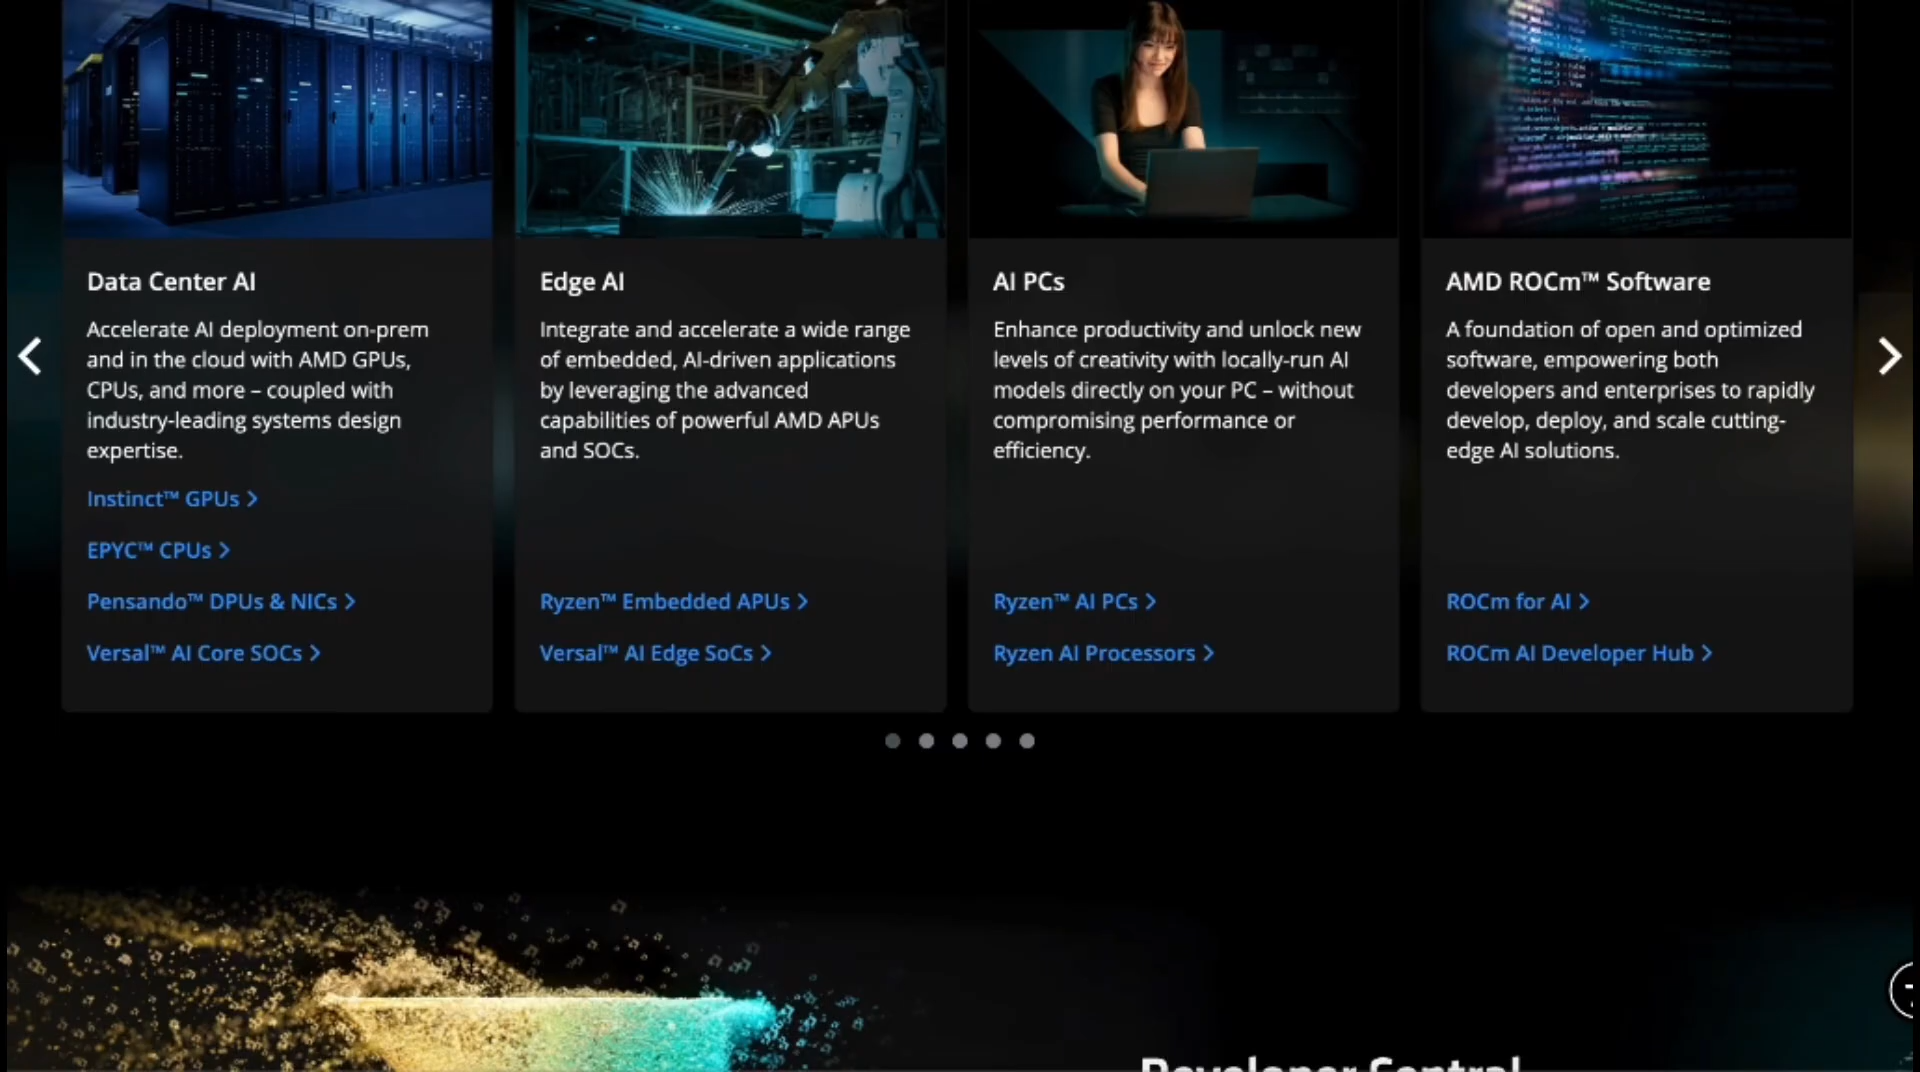 Data Center AI
Accelerate AI deployment on-prem
and in the cloud with AMD GPUs,
CPUs, and more – coupled with
industry-leading systems design
expertise.
Instinct™ GPUs
EPYC™ CPUs
Pensando™ DPUs & NICs
Versal™ AI Core SOCs
Edge AI
Integrate and accelerate a wide range
of embedded, AI-driven applications
by leveraging the advanced
capabilities of powerful AMD APUs
and SOCs.
Ryzen™ Embedded APUs
Versal™ AI Edge SoCs
AI PCs
Enhance productivity and unlock new
levels of creativity with locally-run AI
models directly on your PC – without
compromising performance or
efficiency.
Ryzen™ AI PCs
Ryzen AI Processors
AMD ROCm™ Software
A foundation of open and optimized
software, empowering both
developers and enterprises to rapidly
develop, deploy, and scale cutting-
edge AI solutions.
ROCm for AI
ROCm AI Developer Hub
Developer Central